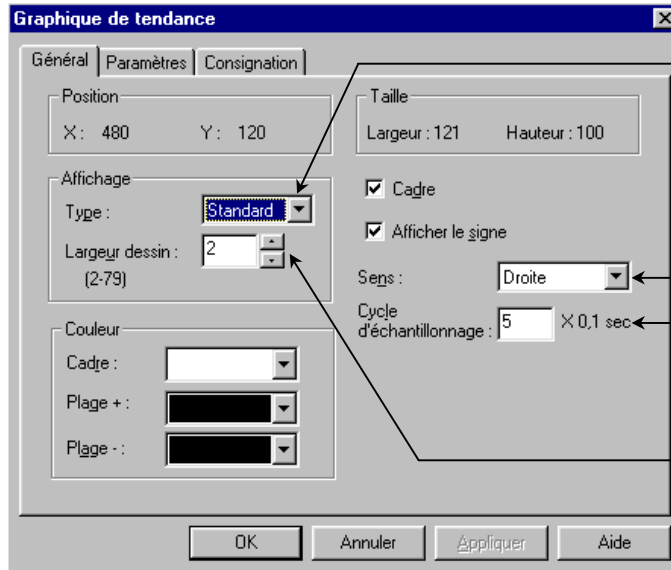 Graphique de tendance
Général Paramètres Consignation
Position
X : 480 Y : 120
Taille
Largeur : 121 Hauteur : 100
Affichage
Type : Standard
Largeur dessin : 2
(2-79)
Cadre
Afficher le signe
Sens : Droite
Cycle
d'échantillonnage : 5 X 0,1 sec
Couleur
Cadre :
Plage + :
Plage - :
OK Annuler Appliquer Aide